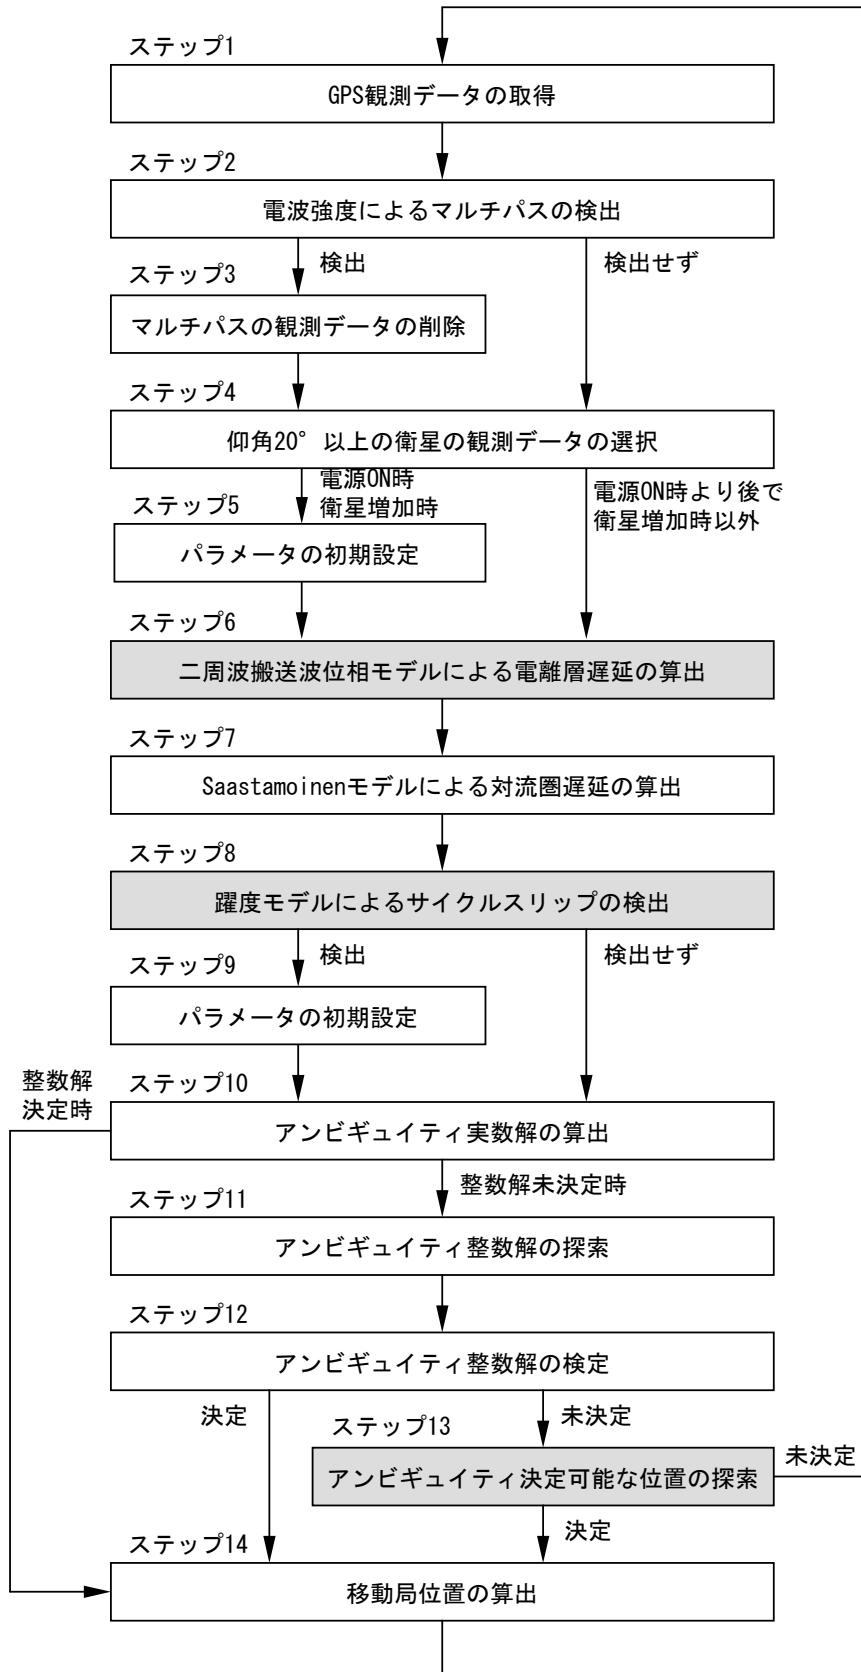 ステップ1
GPS観測データの取得
ステップ2
電波強度によるマルチパスの検出
検出
検出せず
ステップ3
マルチパスの観測データの削除
ステップ4
仰角20°以上の衛星の観測データの選択
電源ON時
衛星増加時
電源ON時より後で
衛星増加時以外
ステップ5
パラメータの初期設定
ステップ6
二周波搬送波位相モデルによる電離層遅延の算出
ステップ7
Saastamoinenモデルによる対流圏遅延の算出
ステップ8
躍度モデルによるサイクルスリップの検出
検出
検出せず
ステップ9
パラメータの初期設定
整数解
決定時
ステップ10
アンビギュイティ実数解の算出
整数解未決定時
ステップ11
アンビギュイティ整数解の探索
ステップ12
アンビギュイティ整数解の検定
決定
未決定
ステップ13
アンビギュイティ決定可能な位置の探索
未決定
決定
ステップ14
移動局位置の算出